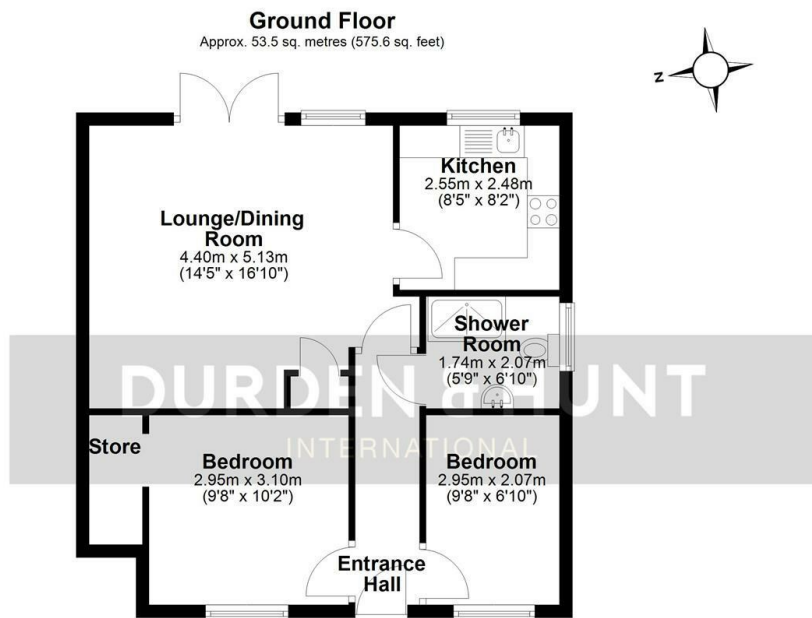 Ground Floor
Approx. 53.5 sq. metres (575.6 sq. feet)
Z
Kitchen
2.55m x 2.48m
(8'5" x 8'2")
Lounge/Dining
Room
4.40m x 5.13m
(14'5" x 16'10")
Shower
Room
1.74m x 2.07m
(5'9" x 6'10")
DURDEN & HUNT
INTERNATIONAL
Store
Bedroom
2.95m x 3.10m
(9'8" x 10'2")
Bedroom
2.95m x 2.07m
(9'8" x 6'10")
Entrance
Hall